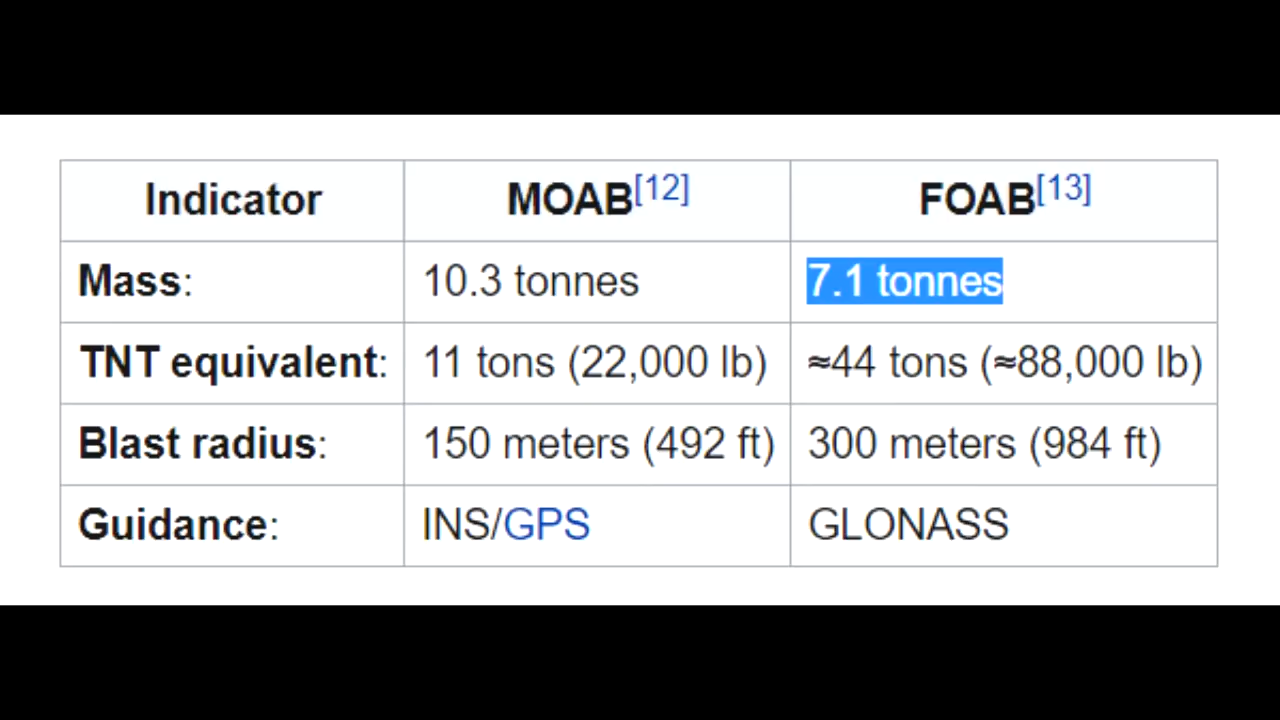 Indicator MOAB[12] FOAB[13]
Mass: 10.3 tonnes 7.1 tonnes
TNT equivalent: 11 tons (22,000 lb) ≈44 tons (≈88,000 lb)
Blast radius: 150 meters (492 ft) 300 meters (984 ft)
Guidance: INS/GPS GLONASS